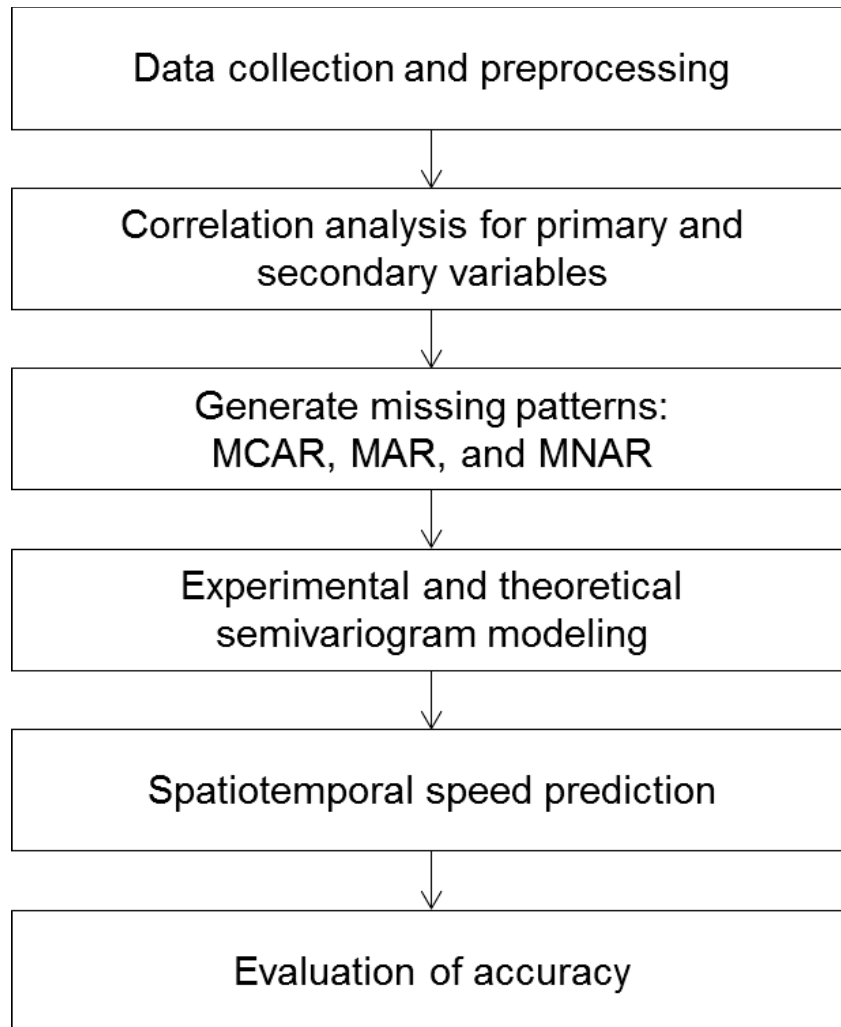 Data collection and preprocessing
Correlation analysis for primary and
secondary variables
Generate missing patterns:
MCAR, MAR, and MNAR
Experimental and theoretical
semivariogram modeling
Spatiotemporal speed prediction
Evaluation of accuracy